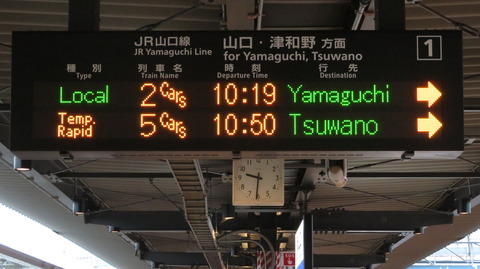 JR山口線 山口・津和野 方面 1
JR Yamaguchi Line for Yamaguchi, Tsuwano
種別 列車名 時刻 行先
Type Train Name Departure Time Destination
Local 2 Cars 10:19 Yamaguchi →
Temp. Rapid 5 Cars 10:50 Tsuwano →